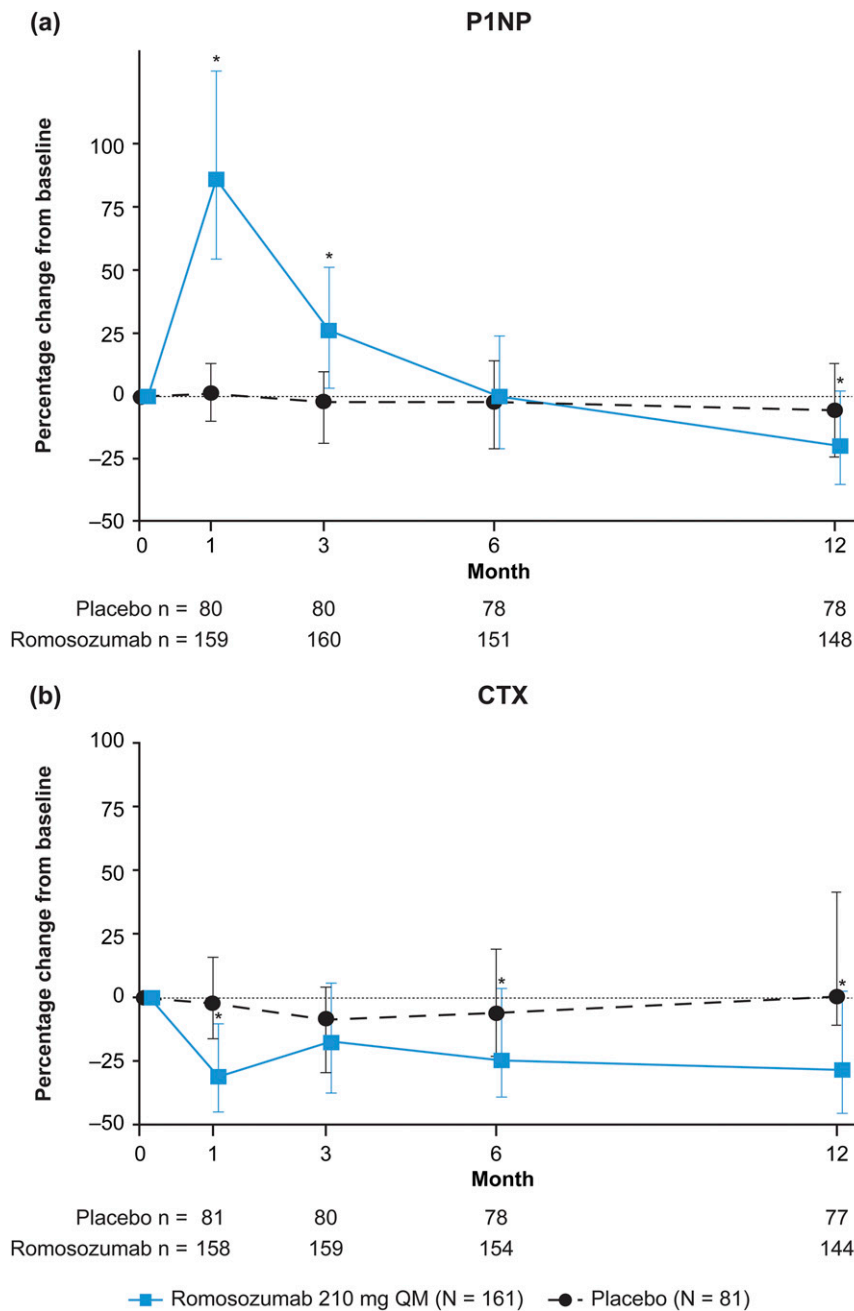 (a)
P1NP
Percentage change from baseline
100
75
50
25
0
–25
–50
* * *
0 1 3 6 12
Month
Placebo n = 80 80 78 78
Romosozumab n = 159 160 151 148
(b)
CTX
Percentage change from baseline
100
75
50
25
0
–25
–50
* * *
0 1 3 6 12
Month
Placebo n = 81 80 78 77
Romosozumab n = 158 159 154 144
Romosozumab 210 mg QM (N = 161) Placebo (N = 81)